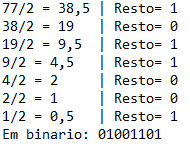 77/2 = 38,5 | Resto= 1
38/2 = 19 | Resto= 0
19/2 = 9,5 | Resto= 1
9/2 = 4,5 | Resto= 1
4/2 = 2 | Resto= 0
2/2 = 1 | Resto= 0
1/2 = 0,5 | Resto= 1
Em binario: 01001101